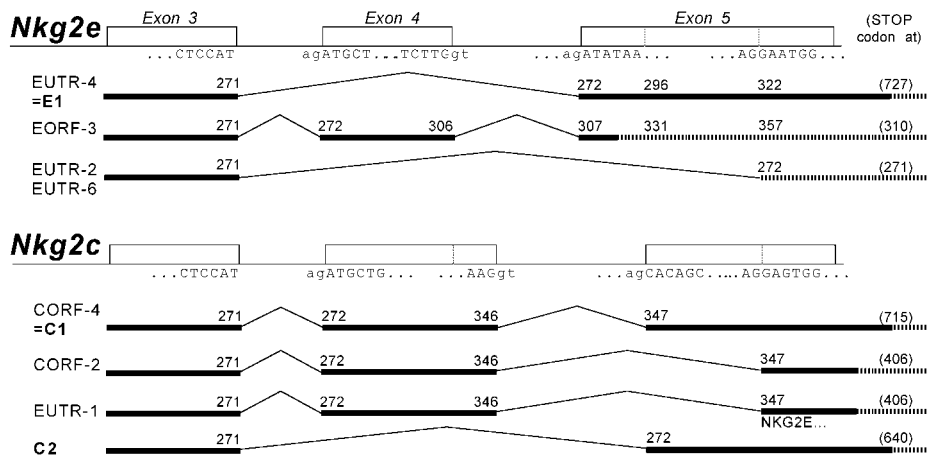 Nkg2e Exon 3 Exon 4 Exon 5 (STOP codon at)
...CTCCAT agATGCT.....TCTTGgt ...agATATAA... ...AGGAATGG...
EUTR-4 271 272 296 322 (727)
=E1
EORF-3 271 272 306 307 331 357 (310)
EUTR-2 271 272 (271)
EUTR-6
Nkg2c
...CTCCAT agATGCTG... ...AAGgt ...agCACAGC......AGGAGTGG...
CORF-4 271 272 346 347 (715)
=C1
CORF-2 271 272 346 347 (406)
EUTR-1 271 272 346 347 (406)
NKG2E...
C2 271 272 (640)